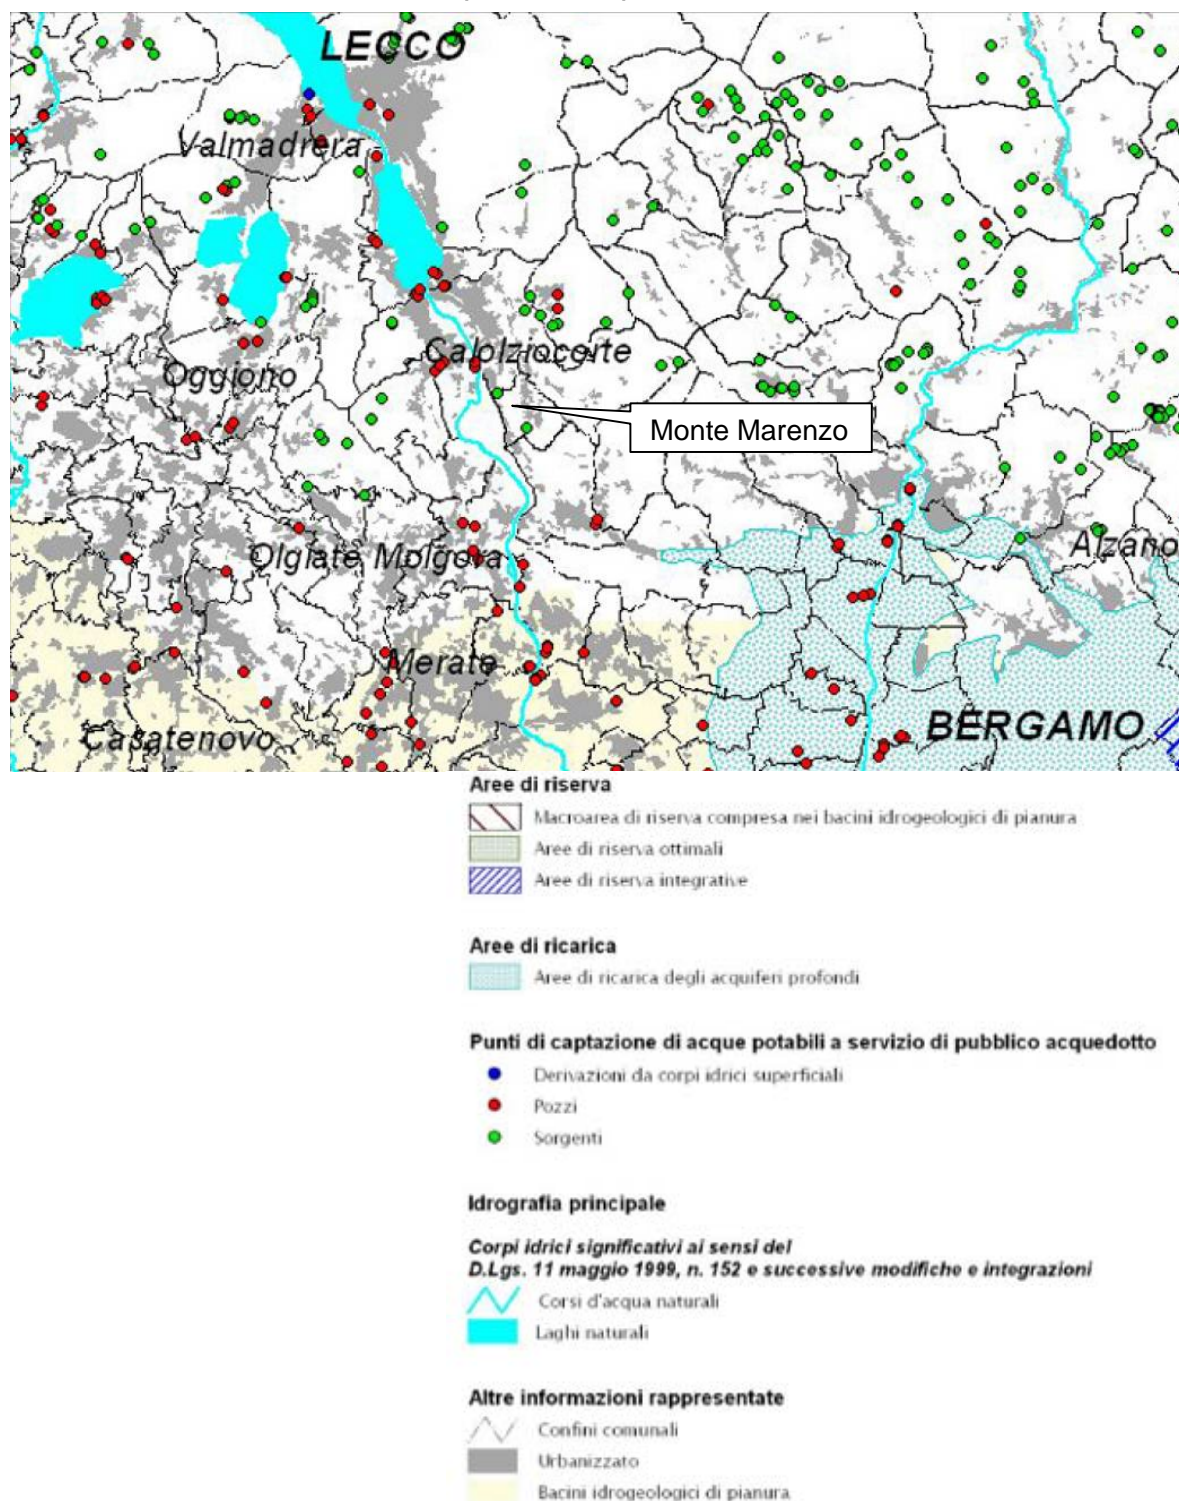 LECCO
Valmadrera
Calolziocorte
Oggiono
Monte Marenzo
Olgiate Molgora
Alzano
Merate
BERGAMO
Casatenovo
Aree di riserva
Macroarea di riserva compresa nei bacini idrogeologici di pianura
Aree di riserva ottimali
Aree di riserva integrative
Aree di ricarica
Aree di ricarica degli acquiferi profondi
Punti di captazione di acque potabili a servizio di pubblico acquedotto
Derivazioni da corpi idrici superficiali
Pozzi
Sorgenti
Idrografia principale
Corpi idrici significativi ai sensi del
D.Lgs. 11 maggio 1999, n. 152 e successive modifiche e integrazioni
Corsi d'acqua naturali
Laghi naturali
Altre informazioni rappresentate
Confini comunali
Urbanizzato
Bacini idrogeologici di pianura